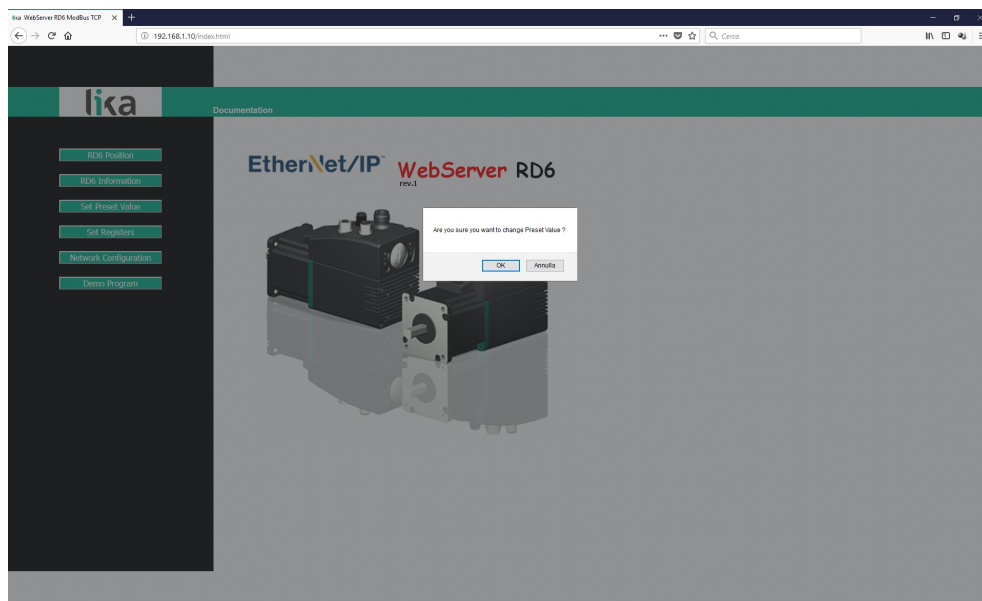 lika WebServer RD6 ModBus TCP
192.168.1.10/index.html
Cerca
lika
Documentation
RD6 Position
RD6 Information
Set Preset Value
Set Registers
Network Configuration
Demo Program
EtherNet/IP™ WebServer RD6
rev.1
Are you sure you want to change Preset Value ?
OK Annulla